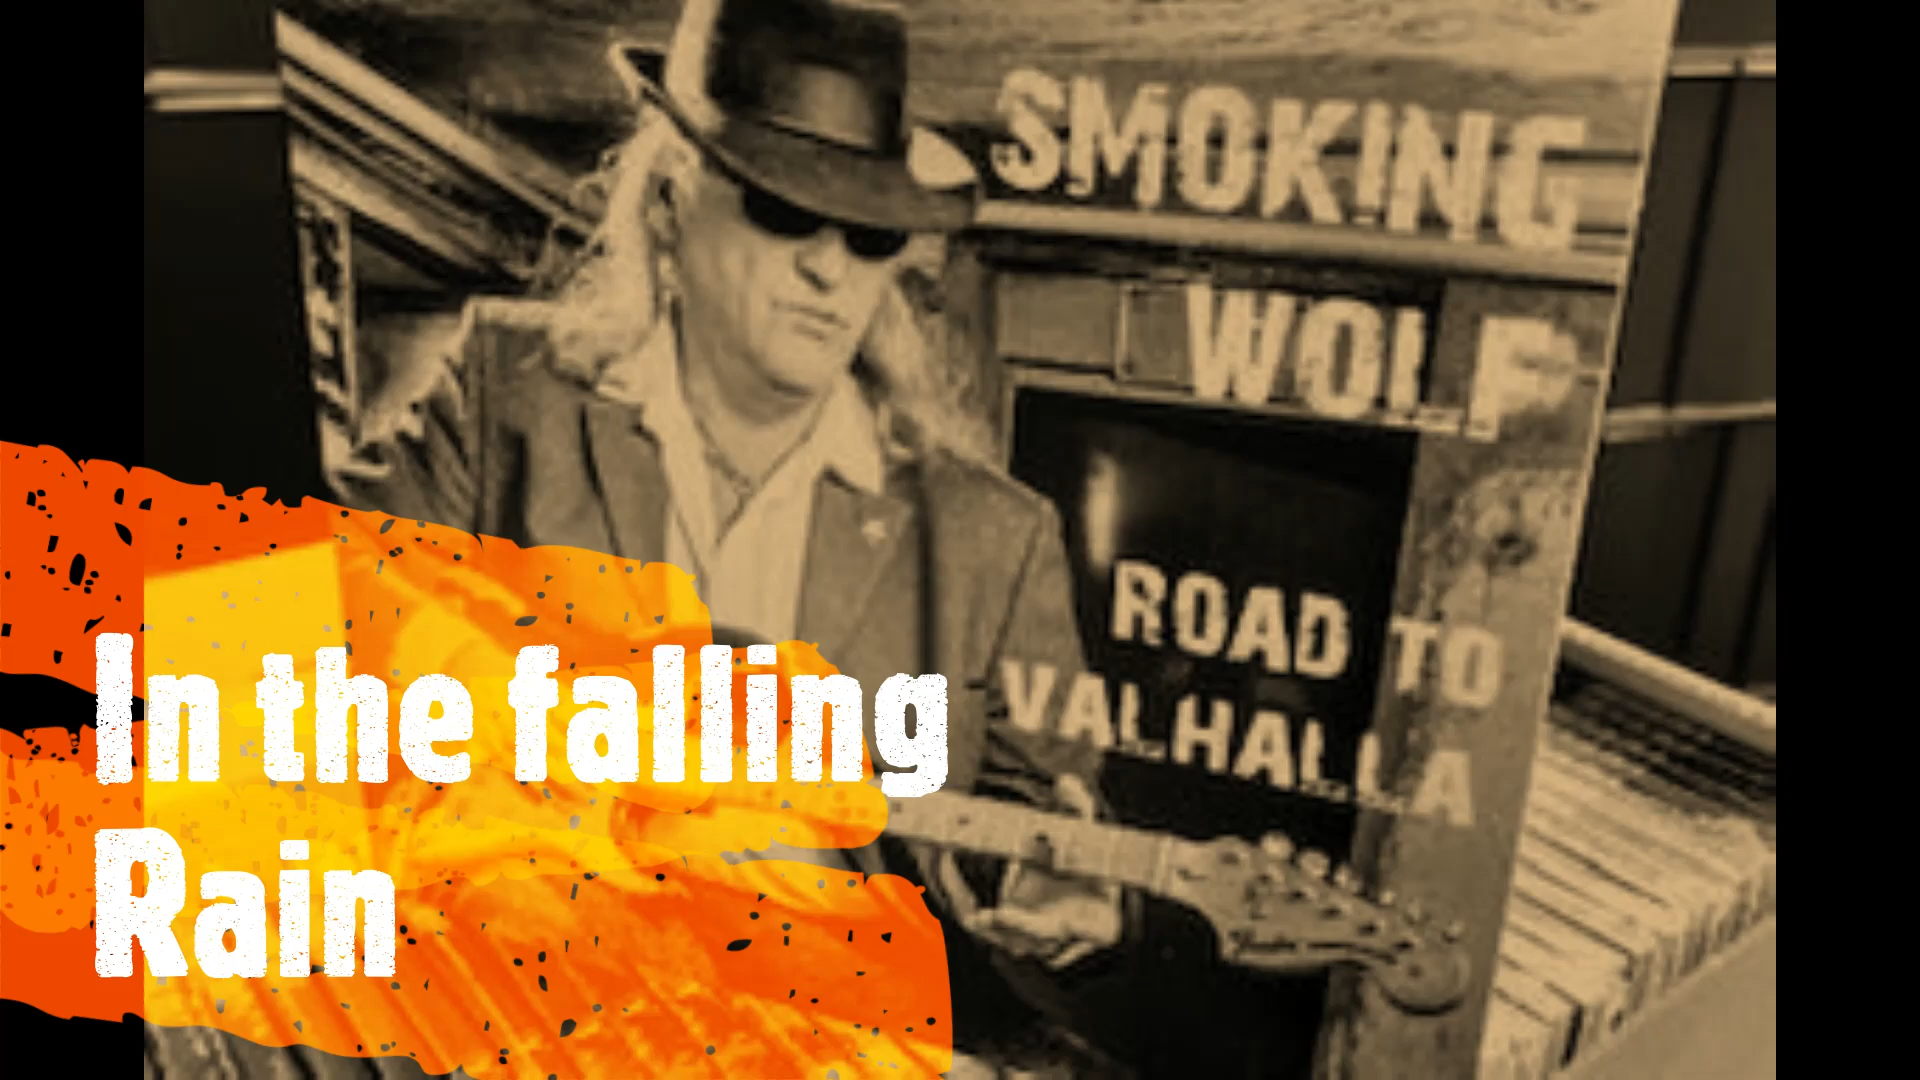 SMOKING
WOLF
ROAD TO
VALHALLA
In the falling
Rain